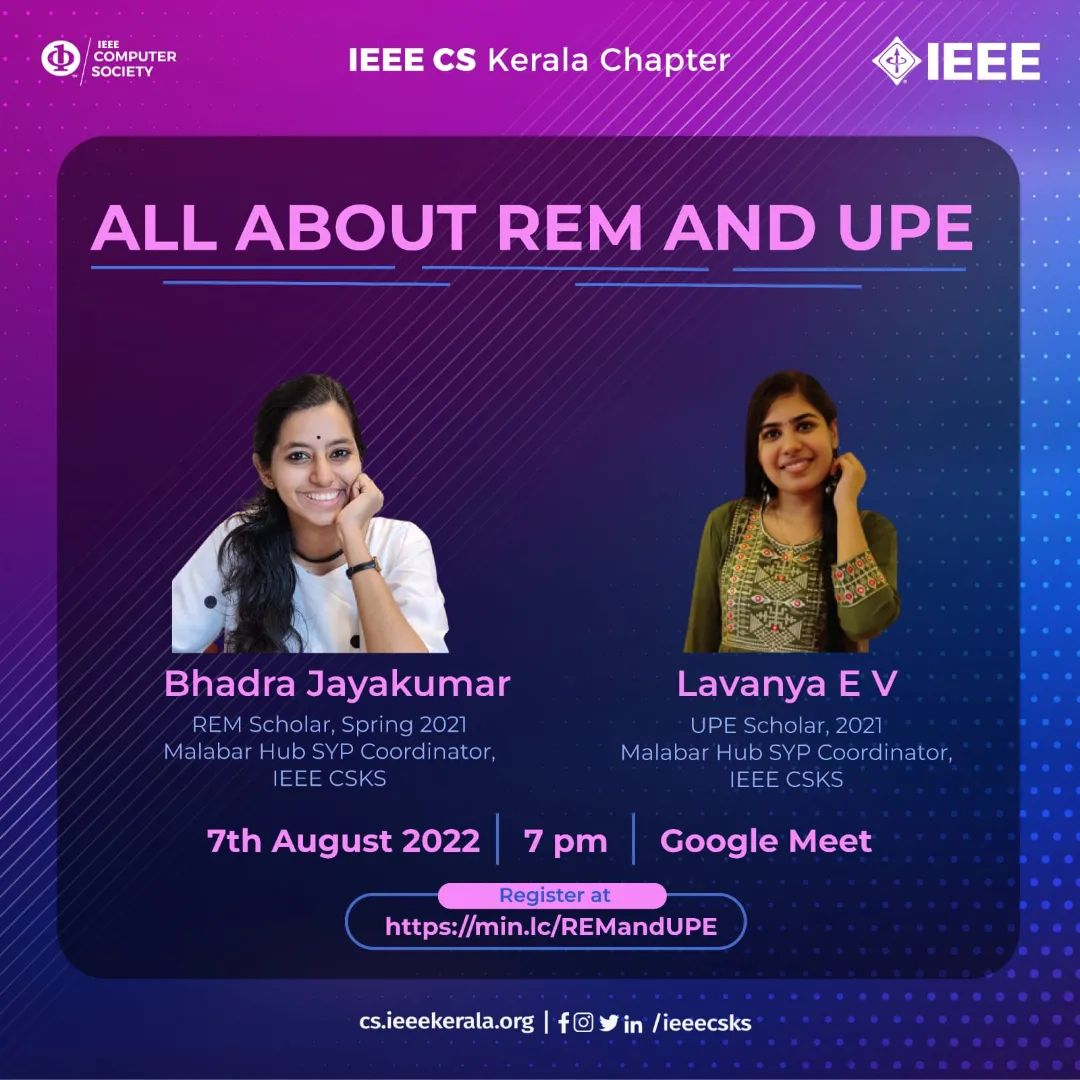 IEEE
COMPUTER
SOCIETY
IEEE CS Kerala Chapter
IEEE
ALL ABOUT REM AND UPE
Bhadra Jayakumar
REM Scholar, Spring 2021
Malabar Hub SYP Coordinator,
IEEE CSKS
Lavanya E V
UPE Scholar, 2021
Malabar Hub SYP Coordinator,
IEEE CSKS
7th August 2022 | 7 pm | Google Meet
Register at
https://min.lc/REMandUPE
cs.ieeekerala.org | /ieeecsks